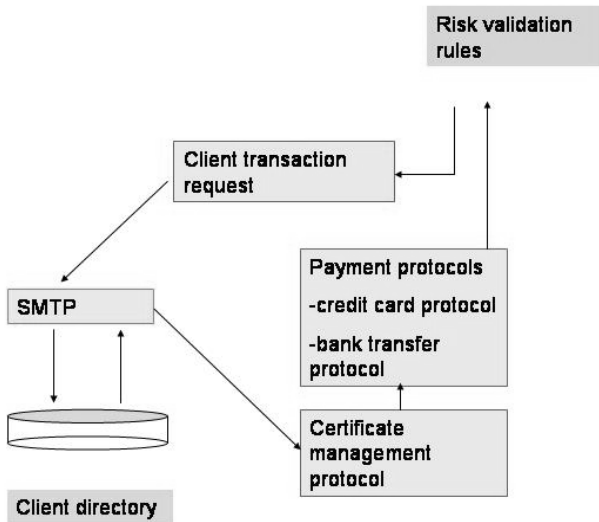 Risk validation
rules
Client transaction
request
SMTP
Payment protocols
-credit card protocol
-bank transfer
protocol
Certificate
management
protocol
Client directory